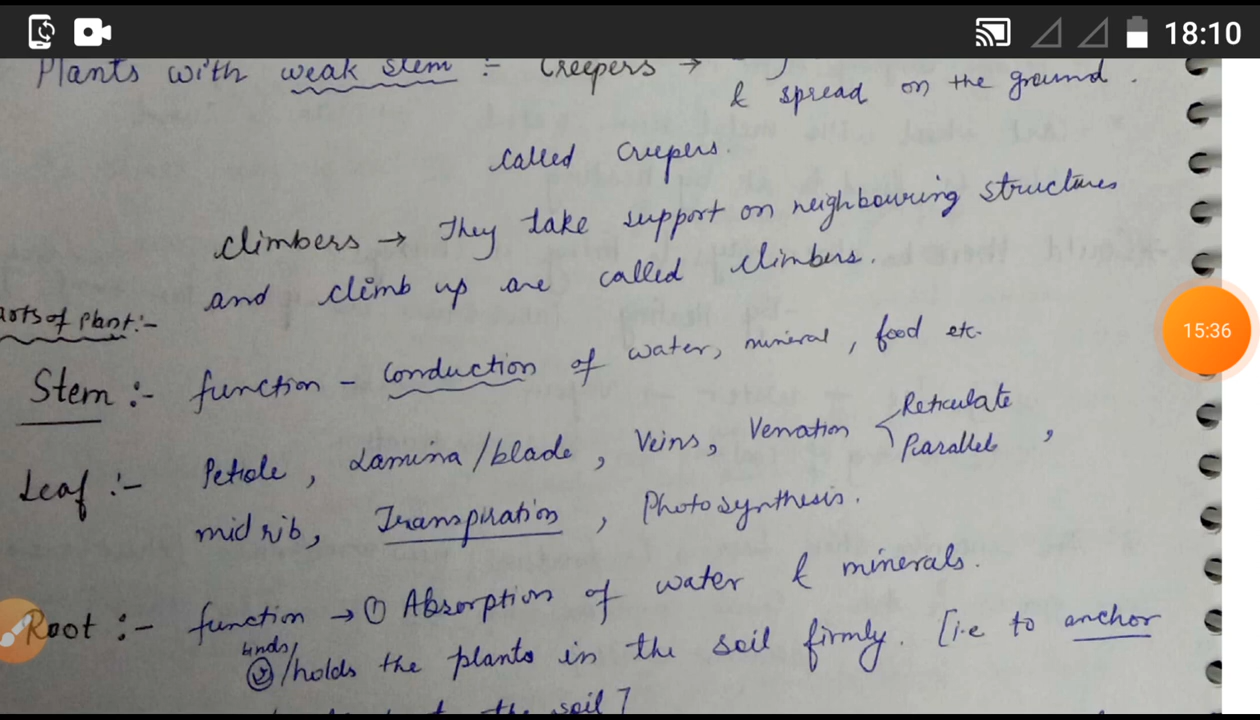 18:10
Plants with weak stem :- Creepers →
& spread on the ground.
called creepers.
climbers → They take support on neighbouring structures
and climb up are called climbers.
Parts of Plant:-
Stem :- function - conduction of water, mineral, food etc.
15:36
Leaf :- Petiole, Lamina/blade, Veins, Venation Reticulate
Parallel,
midrib, Transpiration, Photosynthesis.
Root :- function → ① Absorption of water & minerals.
binds/
② /holds the plants in the soil firmly. [i.e to anchor
the soil]